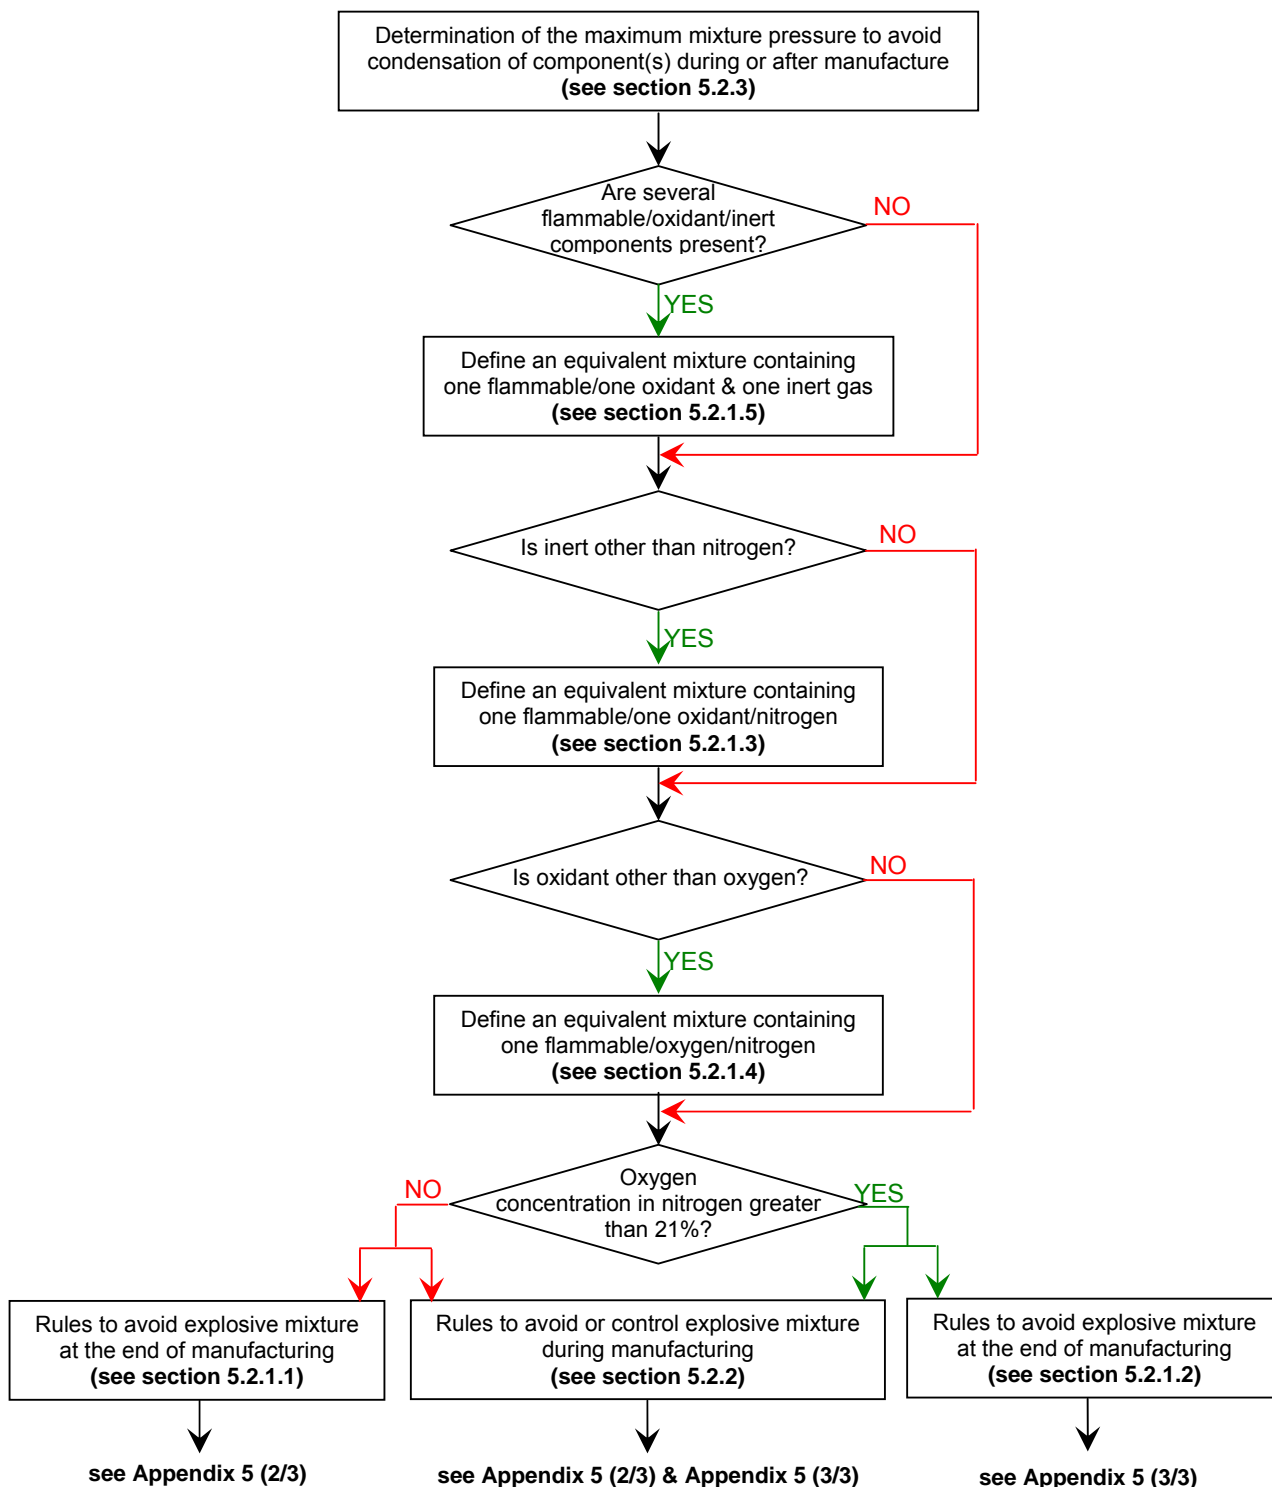 Determination of the maximum mixture pressure to avoid
condensation of component(s) during or after manufacture
(see section 5.2.3)
Are several
flammable/oxidant/inert
components present?
NO
YES
Define an equivalent mixture containing
one flammable/one oxidant & one inert gas
(see section 5.2.1.5)
Is inert other than nitrogen?
NO
YES
Define an equivalent mixture containing
one flammable/one oxidant/nitrogen
(see section 5.2.1.3)
Is oxidant other than oxygen?
NO
YES
Define an equivalent mixture containing
one flammable/oxygen/nitrogen
(see section 5.2.1.4)
Oxygen
concentration in nitrogen greater
than 21%?
NO
YES
Rules to avoid explosive mixture
at the end of manufacturing
(see section 5.2.1.1)
Rules to avoid or control explosive mixture
during manufacturing
(see section 5.2.2)
Rules to avoid explosive mixture
at the end of manufacturing
(see section 5.2.1.2)
see Appendix 5 (2/3)
see Appendix 5 (2/3) & Appendix 5 (3/3)
see Appendix 5 (3/3)